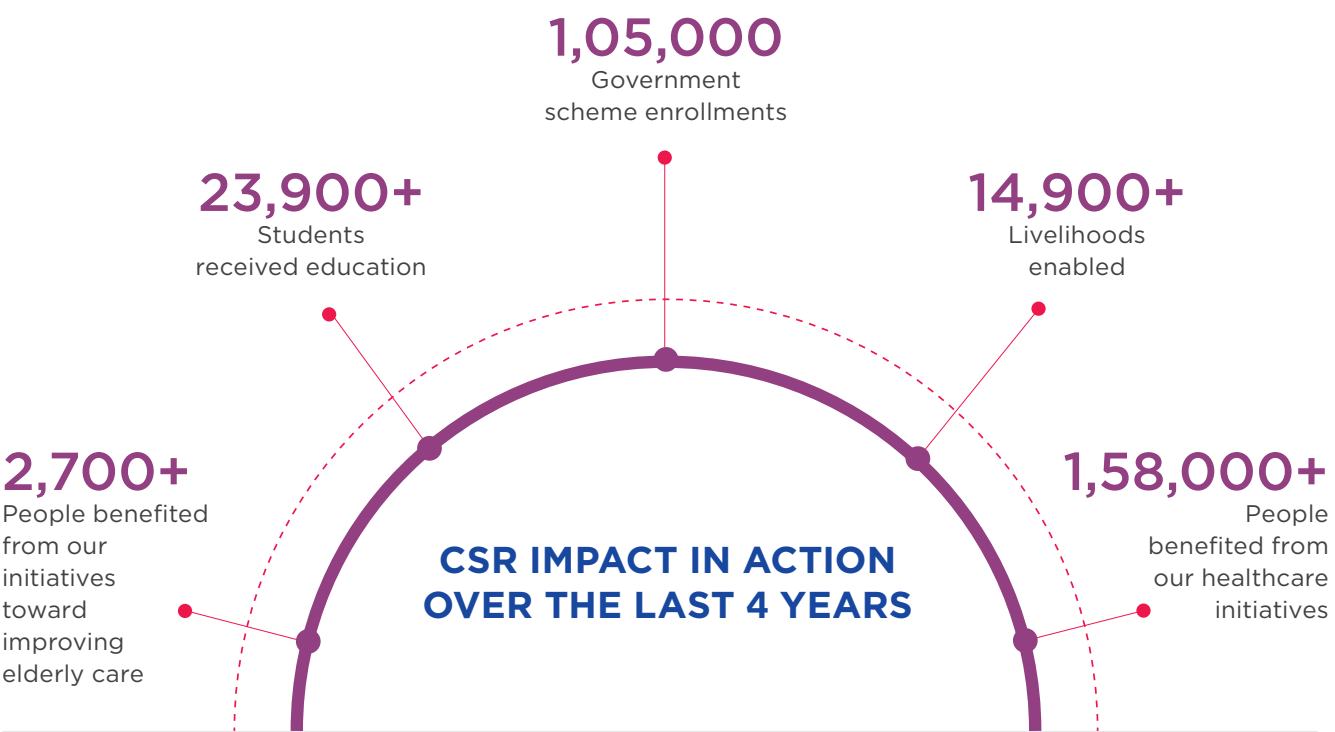 1,05,000
Government
scheme enrollments
23,900+
Students
received education
14,900+
Livelihoods
enabled
2,700+
People benefited
from our
initiatives
toward
improving
elderly care
1,58,000+
People
benefited from
our healthcare
initiatives
CSR IMPACT IN ACTION
OVER THE LAST 4 YEARS